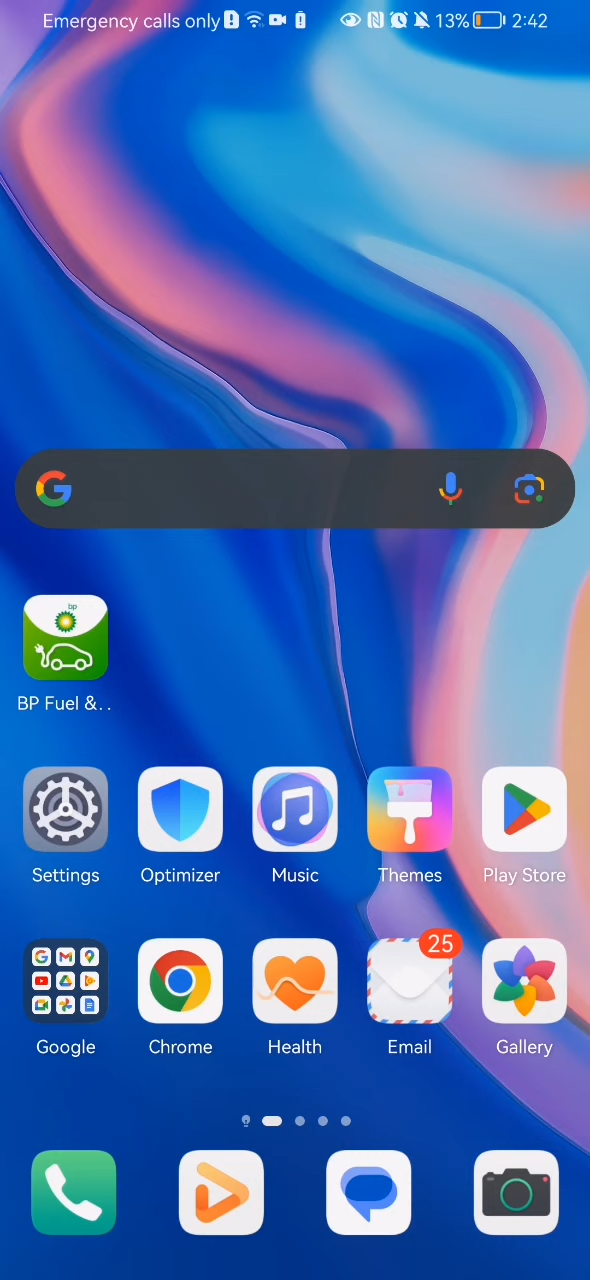 Emergency calls only 13% 2:42
bp
BP Fuel &..
Settings Optimizer Music Themes Play Store
25
Google Chrome Health Email Gallery